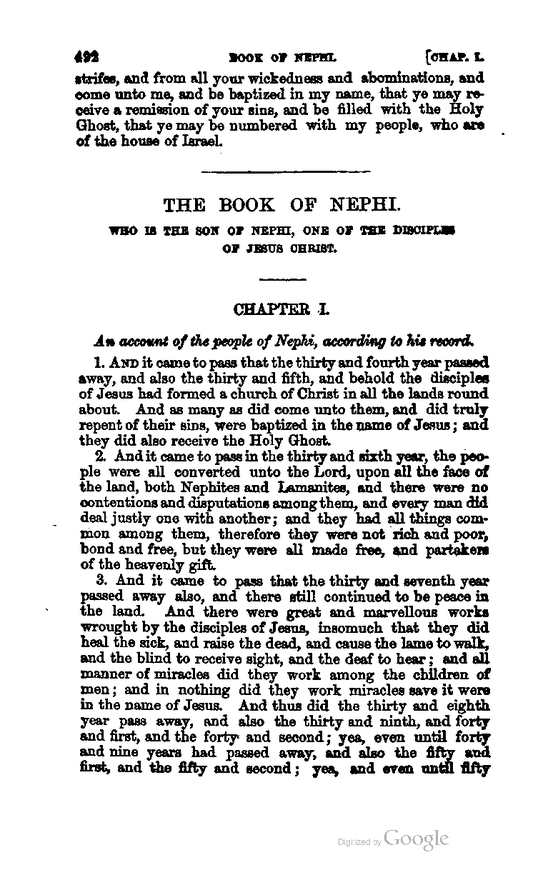 492 BOOK OF NEPHI. [CHAP. I.
strifes, and from all your wickedness and abominations, and
come unto me, and be baptized in my name, that ye may re-
ceive a remission of your sins, and be filled with the Holy
Ghost, that ye may be numbered with my people, who are
of the house of Israel.
THE BOOK OF NEPHI.
WHO IS THE SON OF NEPHI, ONE OF THE DISCIPLES
OF JESUS CHRIST.
CHAPTER I.
An account of the people of Nephi, according to his record.
1. AND it came to pass that the thirty and fourth year passed
away, and also the thirty and fifth, and behold the disciples
of Jesus had formed a church of Christ in all the lands round
about. And as many as did come unto them, and did truly
repent of their sins, were baptized in the name of Jesus; and
they did also receive the Holy Ghost.
2. And it came to pass in the thirty and sixth year, the peo-
ple were all converted unto the Lord, upon all the face of
the land, both Nephites and Lamanites, and there were no
contentions and disputations among them, and every man did
deal justly one with another; and they had all things com-
mon among them, therefore they were not rich and poor,
bond and free, but they were all made free, and partakers
of the heavenly gift.
3. And it came to pass that the thirty and seventh year
passed away also, and there still continued to be peace in
the land. And there were great and marvellous works
wrought by the disciples of Jesus, insomuch that they did
heal the sick, and raise the dead, and cause the lame to walk,
and the blind to receive sight, and the deaf to hear; and all
manner of miracles did they work among the children of
men; and in nothing did they work miracles save it were
in the name of Jesus. And thus did the thirty and eighth
year pass away, and also the thirty and ninth, and forty
and first, and the forty and second; yea, even until forty
and nine years had passed away, and also the fifty and
first, and the fifty and second; yea, and even until fifty
Digitized by Google